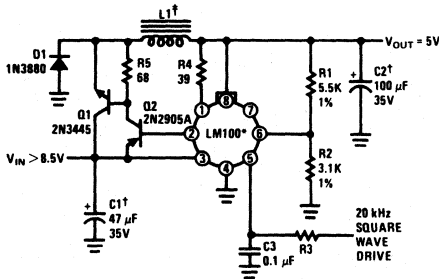 L1†
D1
1N3880
R5
68
R4
39
VOUT = 5V
R1
5.5K
1%
C2†
+
100 µF
35V
Q1
2N3445
Q2
2N2905A
1
8
7
2
LM100*
6
3
4
5
VIN > 8.5V
R2
3.1K
1%
+
C1†
47 µF
35V
C3
0.1 µF
R3
20 kHz
SQUARE
WAVE
DRIVE